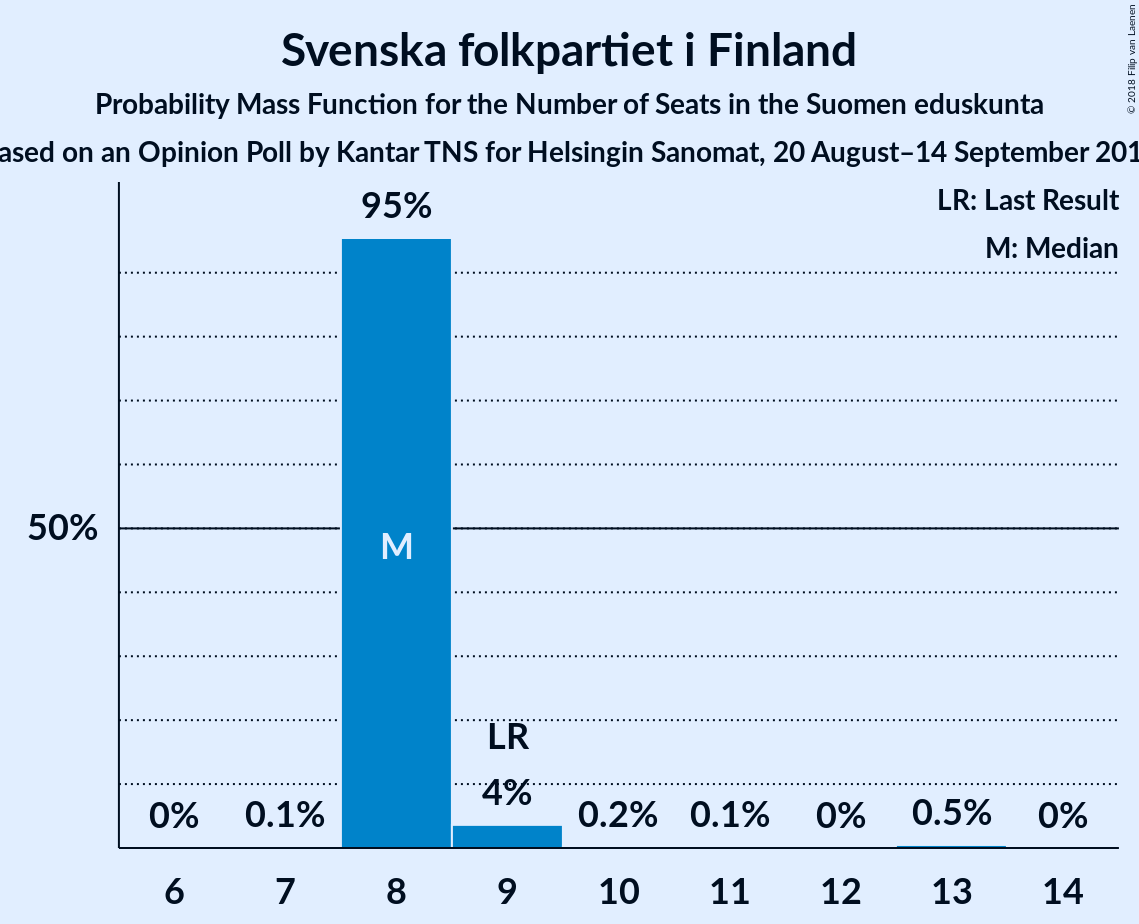 Svenska folkpartiet i Finland
Probability Mass Function for the Number of Seats in the Suomen eduskunta
ased on an Opinion Poll by Kantar TNS for Helsingin Sanomat, 20 August–14 September 201
© 2018 Filip van Laenen
LR: Last Result
M: Median
95%
50%
M
LR
4%
0% 0.1% 0.2% 0.1% 0% 0.5% 0%
6 7 8 9 10 11 12 13 14